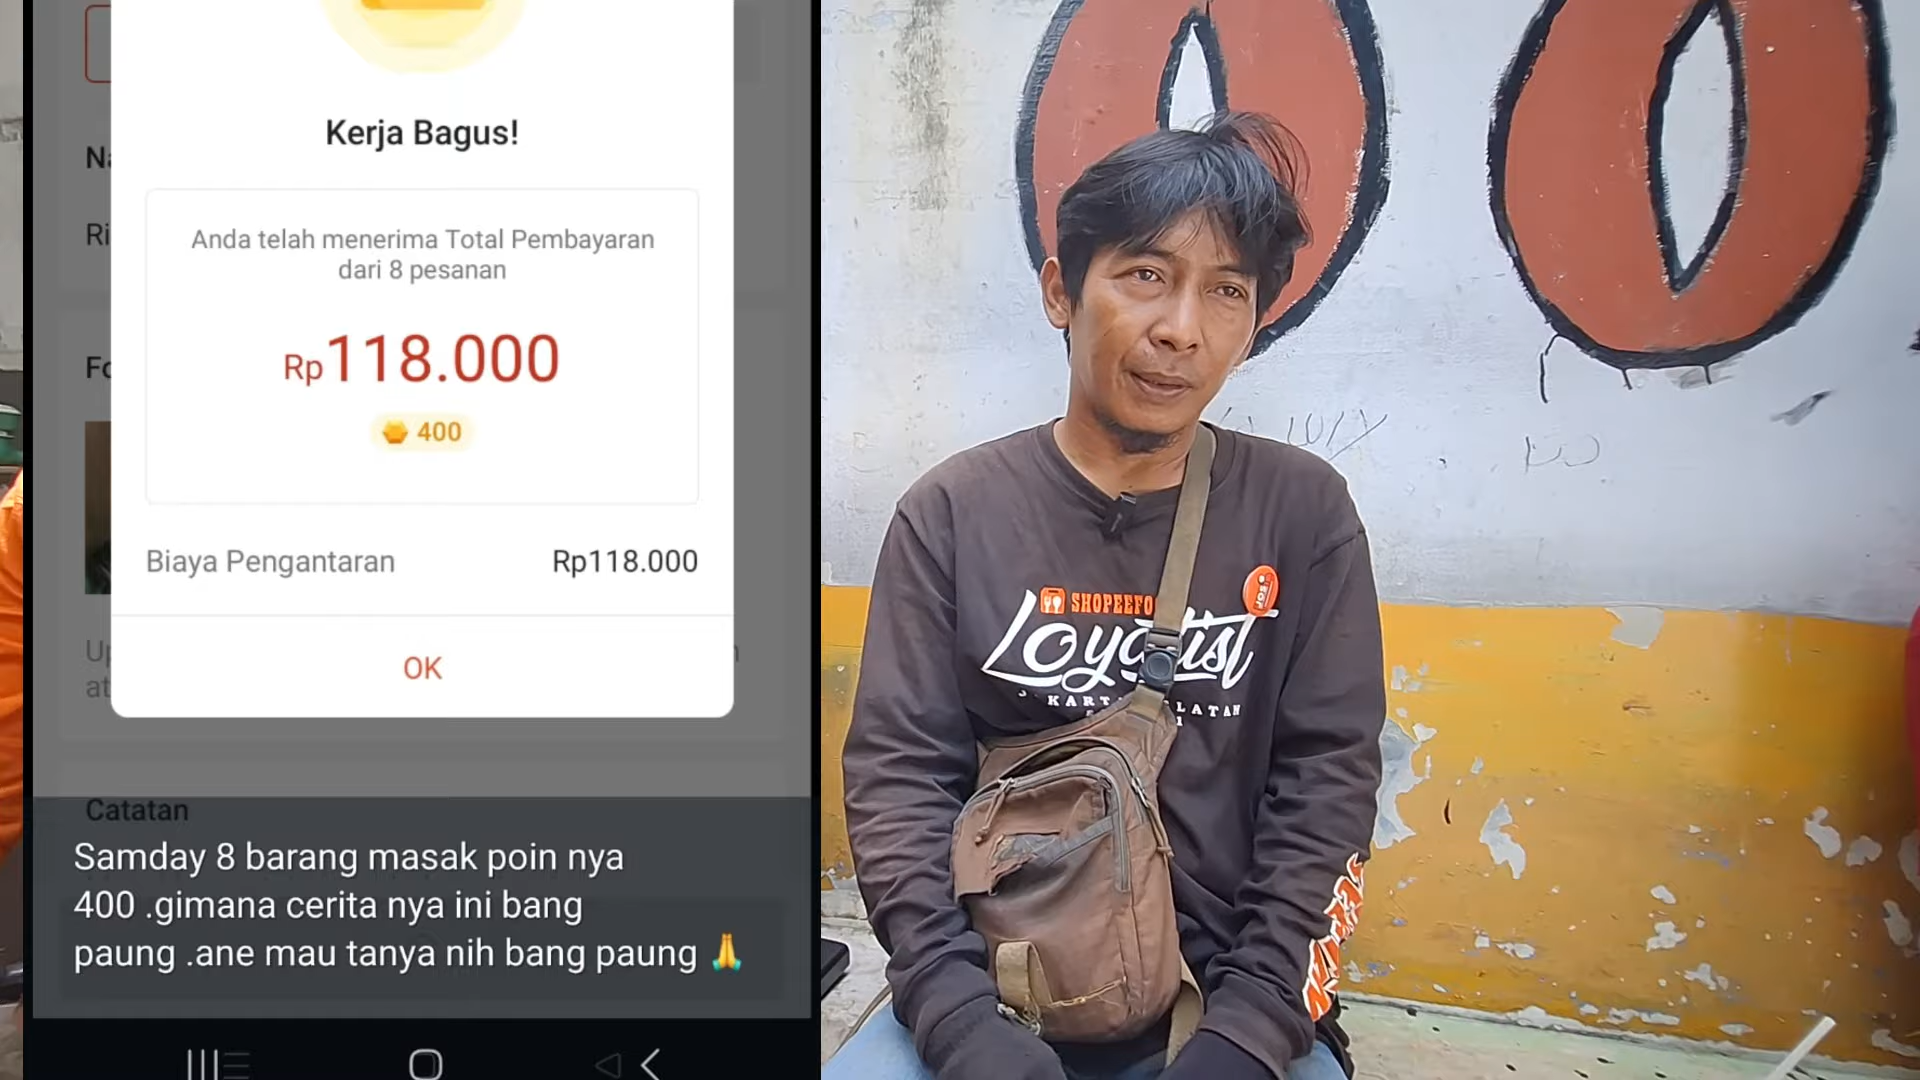 Kerja Bagus!
Anda telah menerima Total Pembayaran
dari 8 pesanan
Rp118.000
400
Biaya Pengantaran Rp118.000
OK
Catatan
Samday 8 barang masak poin nya
400 .gimana cerita nya ini bang
paung .ane mau tanya nih bang paung 🙏
SHOPEEFO
Loyalist